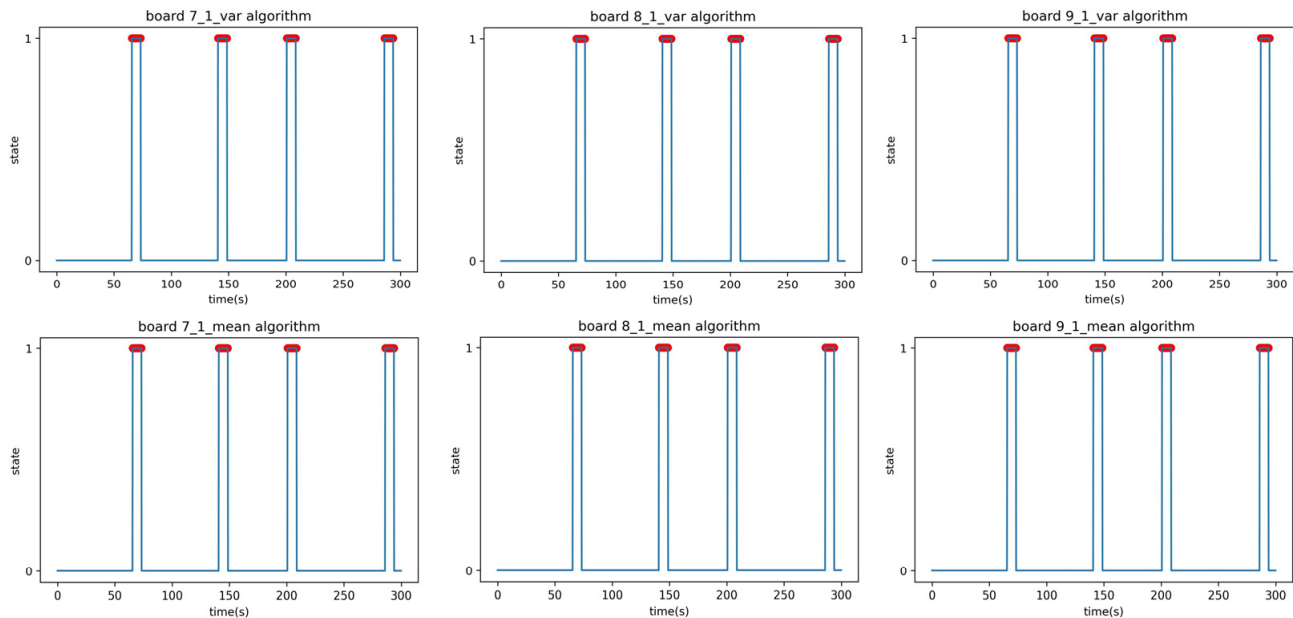 board 7_1_var algorithm
1
state
0
0 50 100 150 200 250 300
time(s)
board 8_1_var algorithm
1
state
0
0 50 100 150 200 250 300
time(s)
board 9_1_var algorithm
1
state
0
0 50 100 150 200 250 300
time(s)
board 7_1_mean algorithm
1
state
0
0 50 100 150 200 250 300
time(s)
board 8_1_mean algorithm
1
state
0
0 50 100 150 200 250 300
time(s)
board 9_1_mean algorithm
1
state
0
0 50 100 150 200 250 300
time(s)